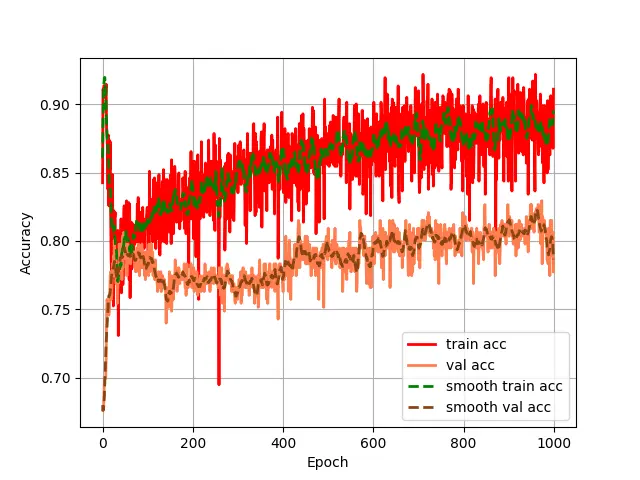 0.90
0.85
0.80
0.75
0.70
Accuracy
0 200 400 600 800 1000
Epoch
train acc
val acc
smooth train acc
smooth val acc